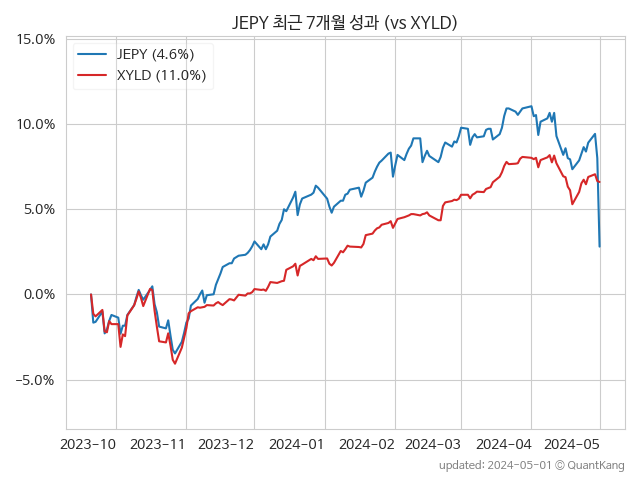 JEPY 최근 7개월 성과 (vs XYLD)
15.0%
JEPY (4.6%)
XYLD (11.0%)
10.0%
5.0%
0.0%
−5.0%
2023-10 2023-11 2023-12 2024-01 2024-02 2024-03 2024-04 2024-05
updated: 2024-05-01 © QuantKang